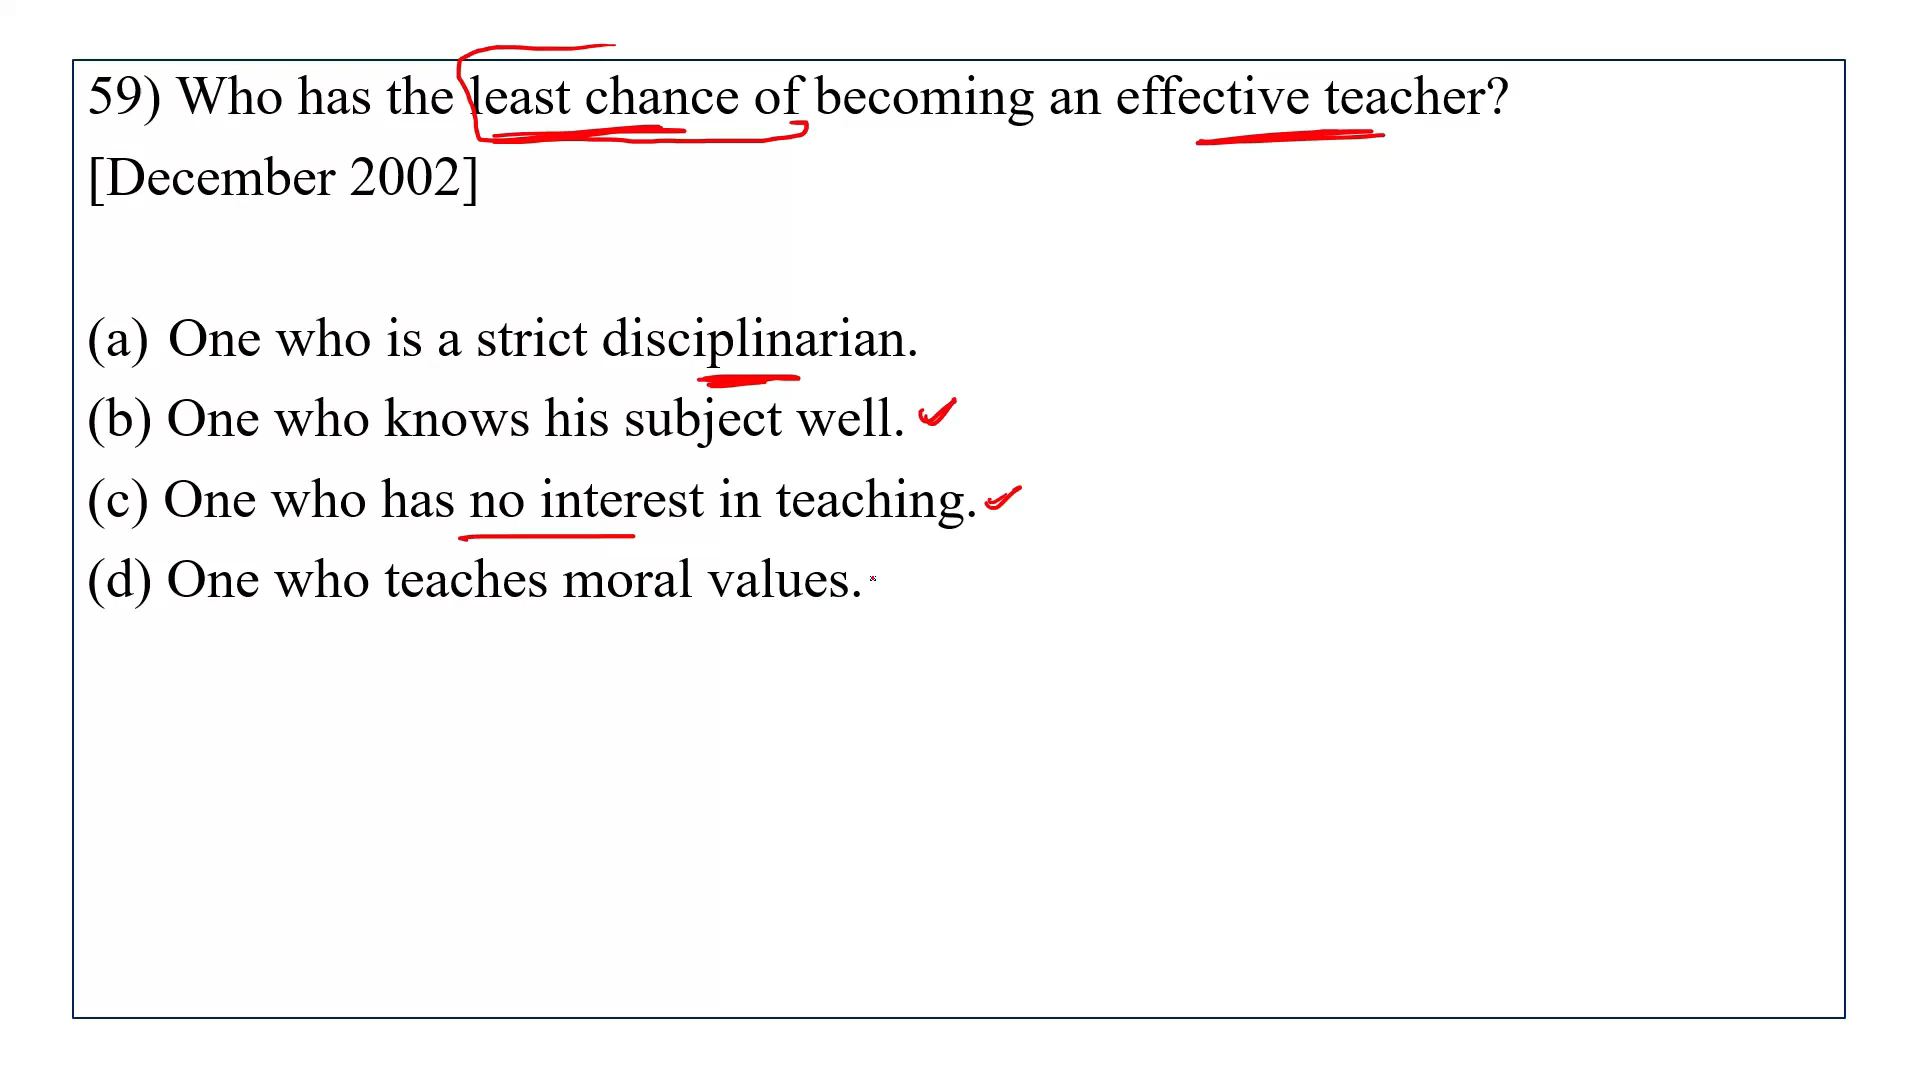 59) Who has the least chance of becoming an effective teacher?
[December 2002]
(a) One who is a strict disciplinarian.
(b) One who knows his subject well.
(c) One who has no interest in teaching.
(d) One who teaches moral values.